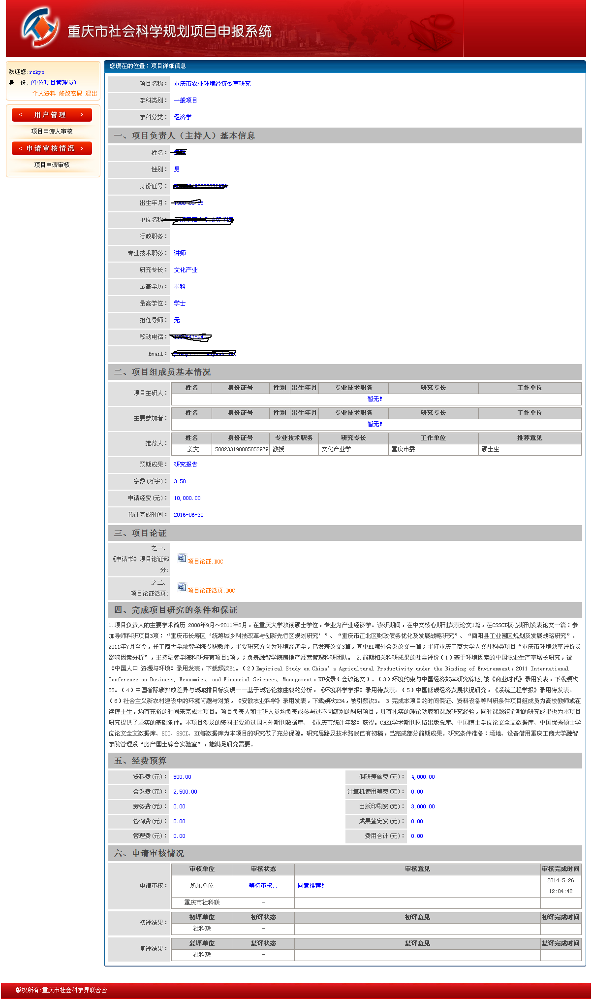 重庆市社会科学规划项目申报系统
欢迎您:rzkyc
身 份:(单位项目管理员)
个人资料 修改密码 退出
用户管理
项目申请人审核
申请审核情况
项目申请审核
您现在的位置：项目详细信息
项目名称： 重庆市农业环境经济效率研究
学科类别： 一般项目
学科分类： 经济学
一、项目负责人（主持人）基本信息
姓名：
性别： 男
身份证号：
出生年月：
单位名称：
行政职务：
专业技术职务： 讲师
研究专长： 文化产业
最高学历： 本科
最高学位： 学士
担任导师： 无
移动电话：
Email：
二、项目组成员基本情况
项目主研人： 姓名 身份证号 性别 出生年月 专业技术职务 研究专长 工作单位
暂无!
主要参加者： 姓名 身份证号 性别 出生年月 专业技术职务 研究专长 工作单位
暂无!
推荐人： 姓名 身份证号 专业技术职务 研究专长 工作单位 推荐意见
姜文 500233198805052979 教授 文化产业学 重庆市委 硕士生
预期成果： 研究报告
字数(万字)： 3.50
申请经费(元)： 10,000.00
预计完成时间： 2016-06-30
三、项目论证
之一、
《申请书》项目论证部
分:
项目论证.DOC
之二、
项目论证活页:
项目论证活页.DOC
四、完成项目研究的条件和保证
1.项目负责人的主要学术简历 2008年9月～2011年6月，在重庆大学攻读硕士学位，专业为产业经济学。读研期间，在中文核心期刊发表论文1篇，在CSSCI核心期刊发表论文一篇；参
加导师科研项目3项：“重庆市长寿区‘统筹城乡科技改革与创新先行区规划研究’”、“重庆市江北区财政债务优化及发展战略研究”、“酉阳县工业园区规划及发展战略研究”。
2011年7月至今，任工商大学融智学院专职教师，主要研究方向为环境经济学，已发表论文3篇，其中EI境外会议论文一篇；主持重庆工商大学人文社科类项目“重庆市环境效率评价及
影响因素分析”，主持融智学院科研培育项目1项，；负责融智学院房地产经营管理科研团队。 2.前期相关科研成果的社会评价（1）基于环境因素的中国农业生产率增长研究，被
《中国人口.资源与环境》录用发表，下载频次61。（2）Empirical Study on China’s Agricultural Productivity under the Binding of Environment，2011 International
Conference on Business, Economics, and Financial Sciences, Management，EI收录（会议论文）。（3）环境约束与中国经济效率研究综述,被《商业时代》录用发表，下载频次
66。（4）中国省际碳排放差异与碳减排目标实现——基于碳洛伦兹曲线的分析，《环境科学学报》录用待发表。（5）中国低碳经济发展状况研究，《系统工程学报》录用待发表。
（6）社会主义新农村建设中的环境问题与对策，《安徽农业科学》录用发表，下载频次234，被引频次3。 3.完成本项目的时间保证、资料设备等科研条件项目组成员为高校教师或在
读博士生，均有充裕的时间来完成本项目。项目负责人和主研人员均负责或参与过不同级别的科研项目，具有扎实的理论功底和课题研究经验，同时课题组前期的研究成果也为本项目
研究提供了坚实的基础条件。本项目涉及的资料主要通过国内外期刊数据库、《重庆市统计年鉴》获得。CNKI学术期刊网络出版总库、中国博士学位论文全文数据库、中国优秀硕士学
位论文全文数据库、SCI、SSCI、EI等数据库为本项目的研究做了充分保障。研究思路及技术路线已有初稿，已完成部分前期成果。研究条件准备：场地、设备借用重庆工商大学融智
学院管理系“房产国土综合实验室”，能满足研究需要。
五、经费预算
资料费(元)： 500.00 调研差旅费(元)： 4,000.00
会议费(元)： 2,500.00 计算机使用等费(元)： 0.00
劳务费(元)： 0.00 出版印刷费(元)： 3,000.00
咨询费(元)： 0.00 成果鉴定费(元)： 0.00
管理费(元)： 0.00 费用合计(元)： 0.00
六、申请审核情况
申请审核： 审核单位 审核状态 审核意见 审核完成时间
所属单位 等待审核.. 同意推荐! 2014-5-26
12:04:42
重庆市社科联 -
初评结果： 初评单位 初评状态 初评意见 初评完成时间
社科联 -
复评结果： 复评单位 复评状态 复评意见 复评完成时间
社科联 -
版权所有:重庆市社会科学界联合会